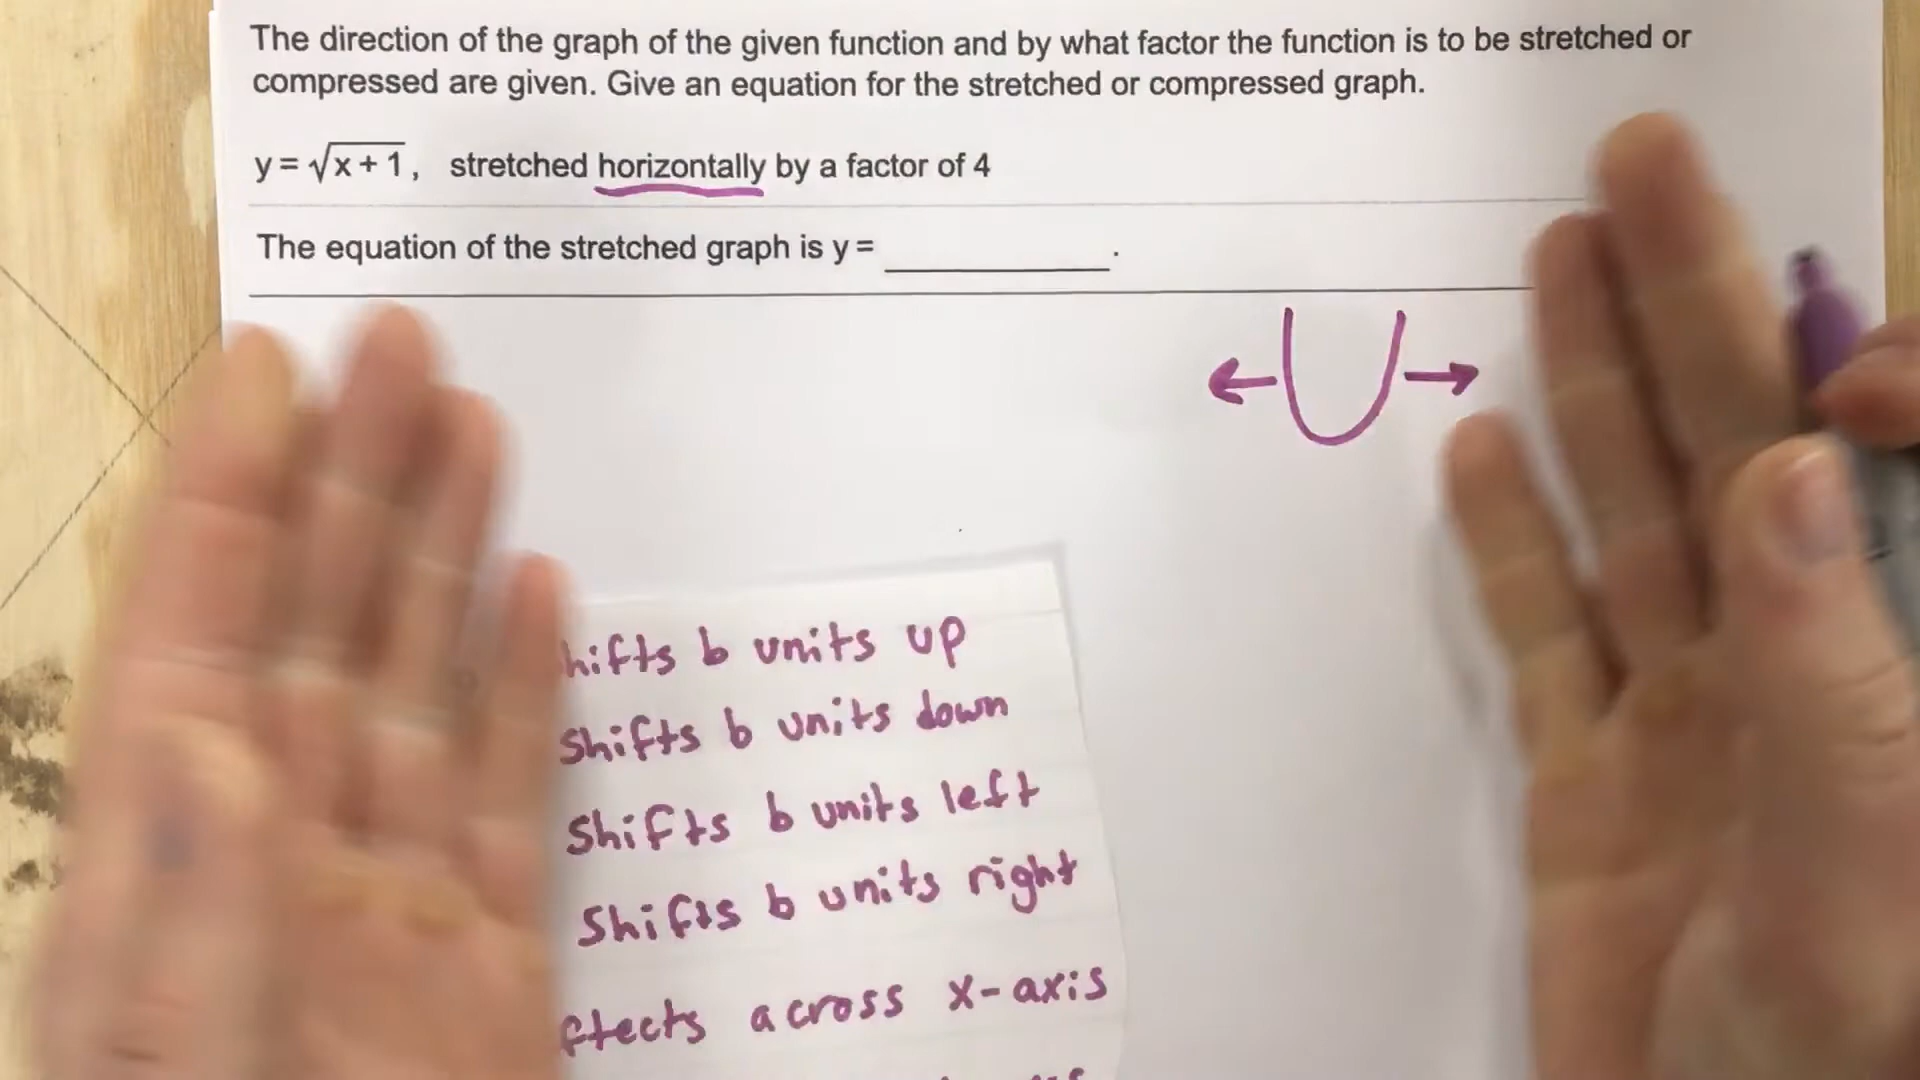 The direction of the graph of the given function and by what factor the function is to be stretched or
compressed are given. Give an equation for the stretched or compressed graph.
y = √x + 1, stretched horizontally by a factor of 4
The equation of the stretched graph is y = ____________.
hifts b units up
Shifts b units down
Shifts b units left
Shifts b units right
flects across x-axis